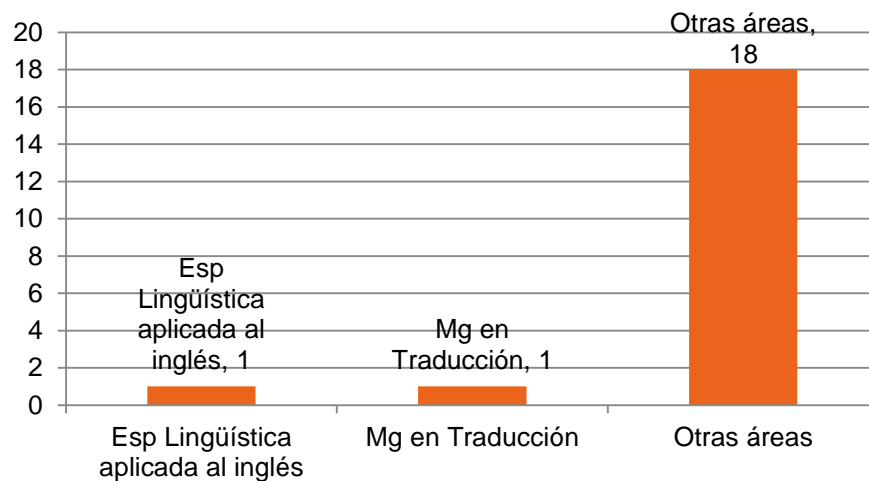 20
18
16
14
12
10
8
6
4
2
0
Otras áreas,
18
Esp
Lingüística
aplicada al
inglés, 1
Mg en
Traducción, 1
Esp Lingüística
aplicada al inglés
Mg en Traducción
Otras áreas